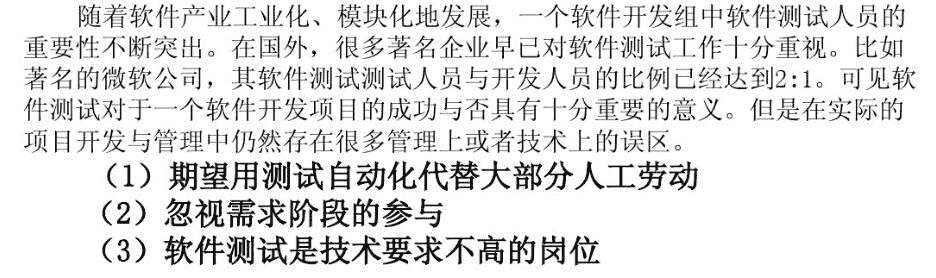 随着软件产业工业化、模块化地发展，一个软件开发组中软件测试人员的
重要性不断突出。在国外，很多著名企业早已对软件测试工作十分重视。比如
著名的微软公司，其软件测试测试人员与开发人员的比例已经达到2:1。可见软
件测试对于一个软件开发项目的成功与否具有十分重要的意义。但是在实际的
项目开发与管理中仍然存在很多管理上或者技术上的误区。
（1）期望用测试自动化代替大部分人工劳动
（2）忽视需求阶段的参与
（3）软件测试是技术要求不高的岗位